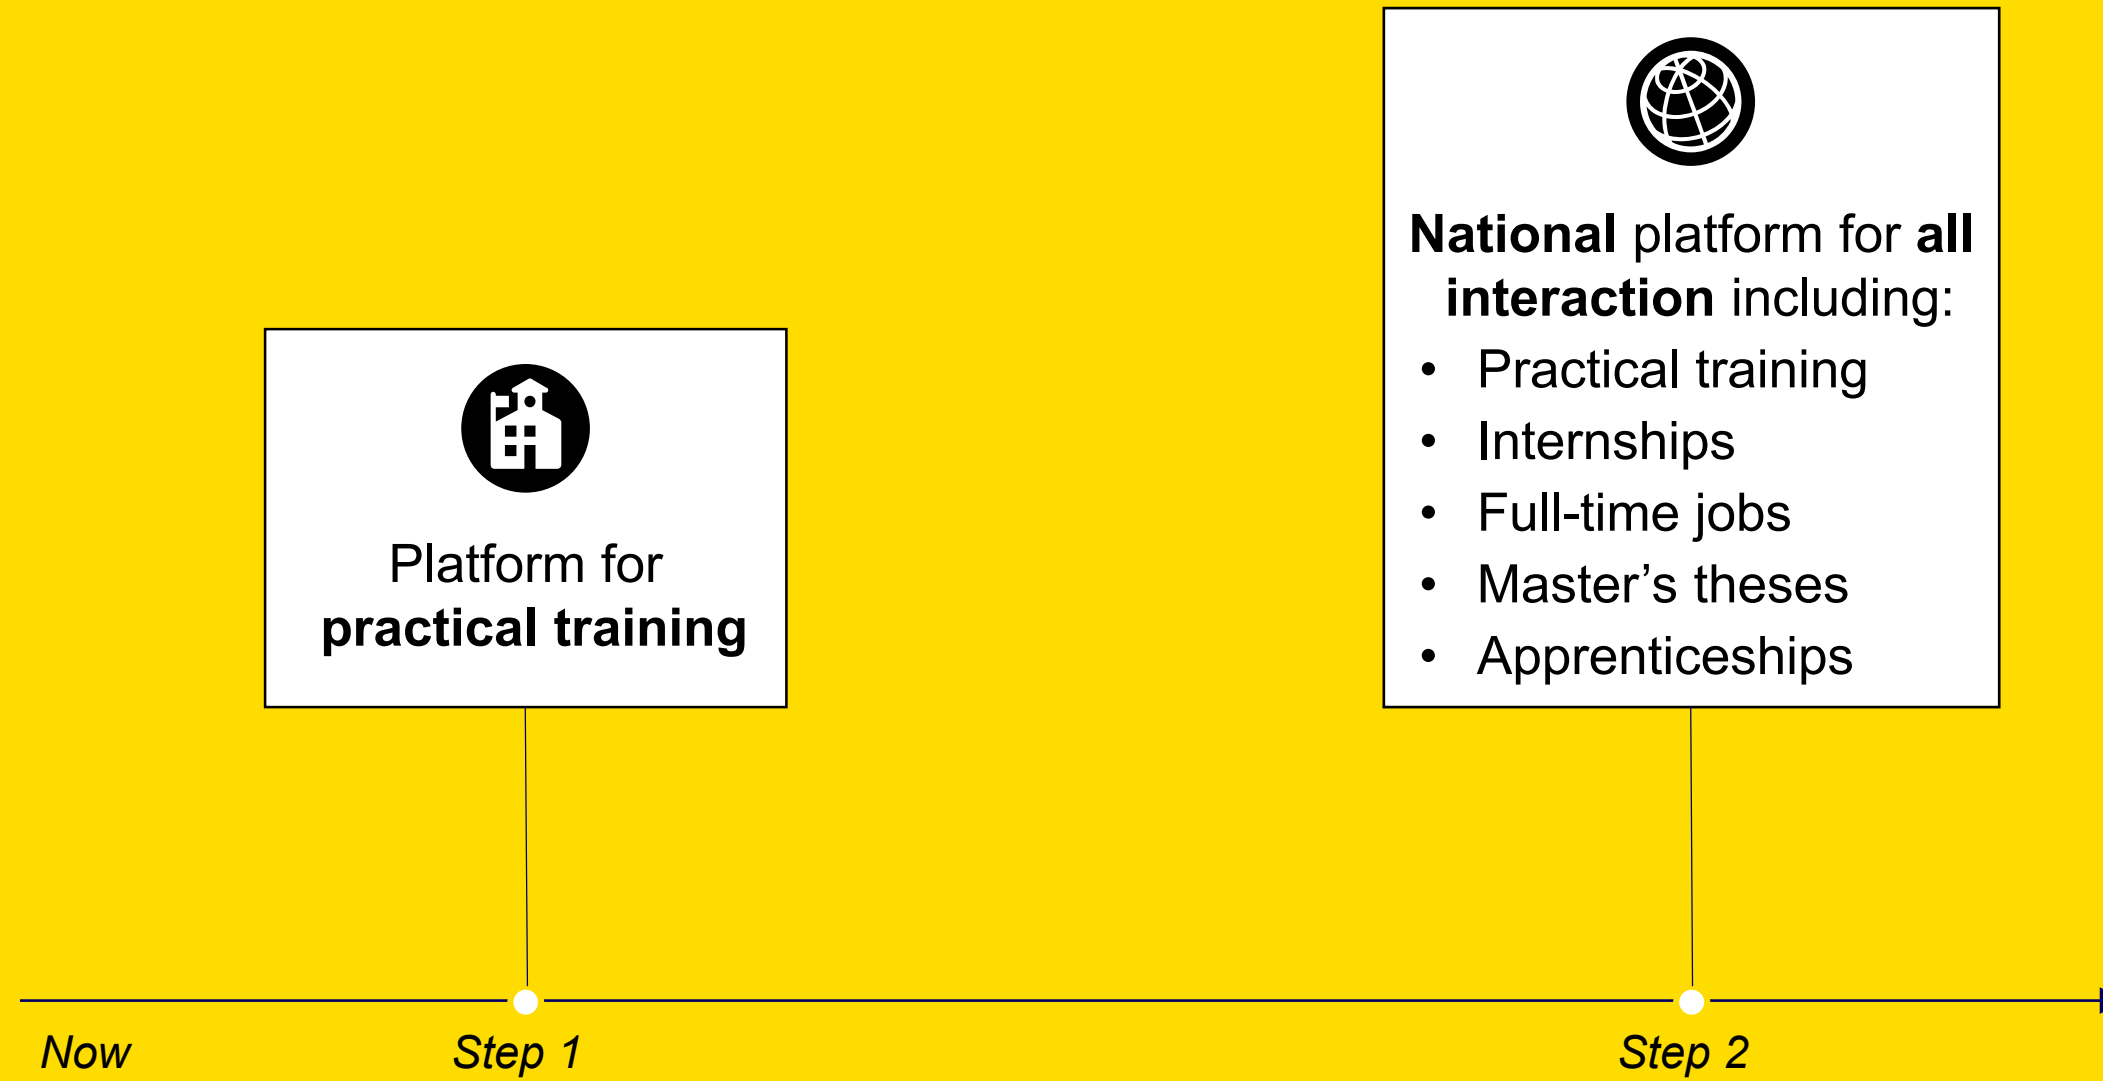 Platform for
practical training
National platform for all
interaction including:
• Practical training
• Internships
• Full-time jobs
• Master’s theses
• Apprenticeships
Now
Step 1
Step 2